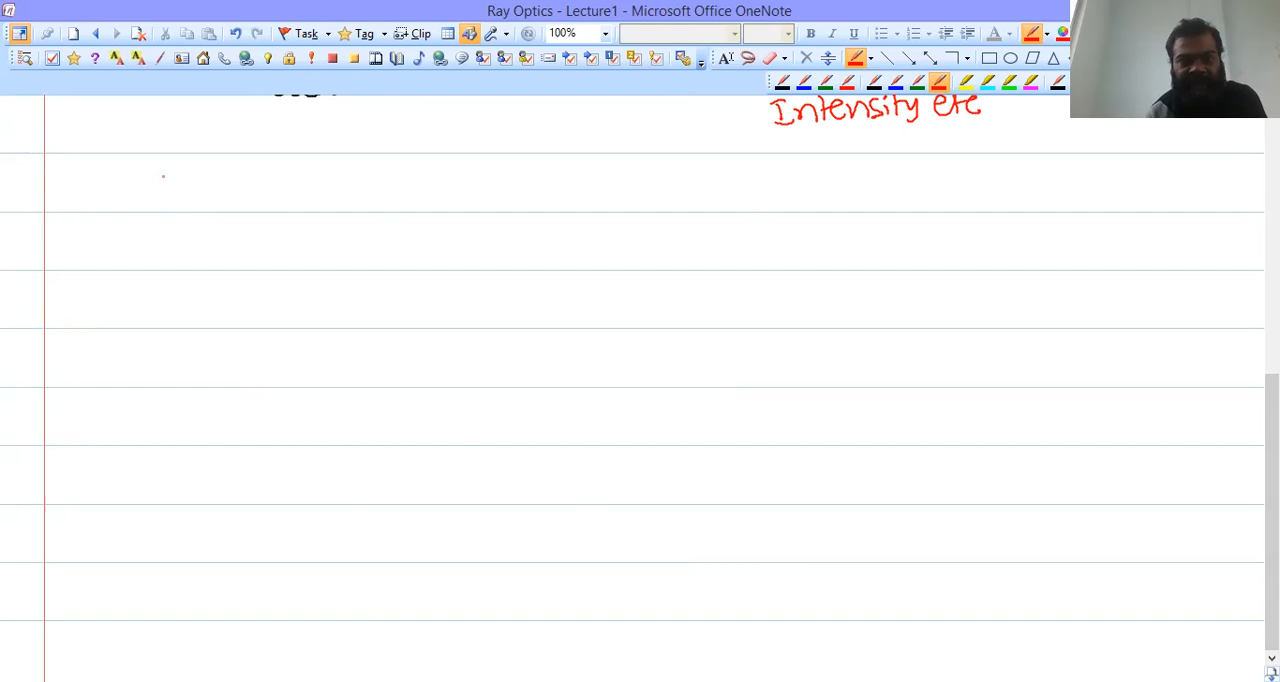 Ray Optics - Lecture1 - Microsoft Office OneNote
Task Tag Clip 100% B I U A
A
Intensity etc